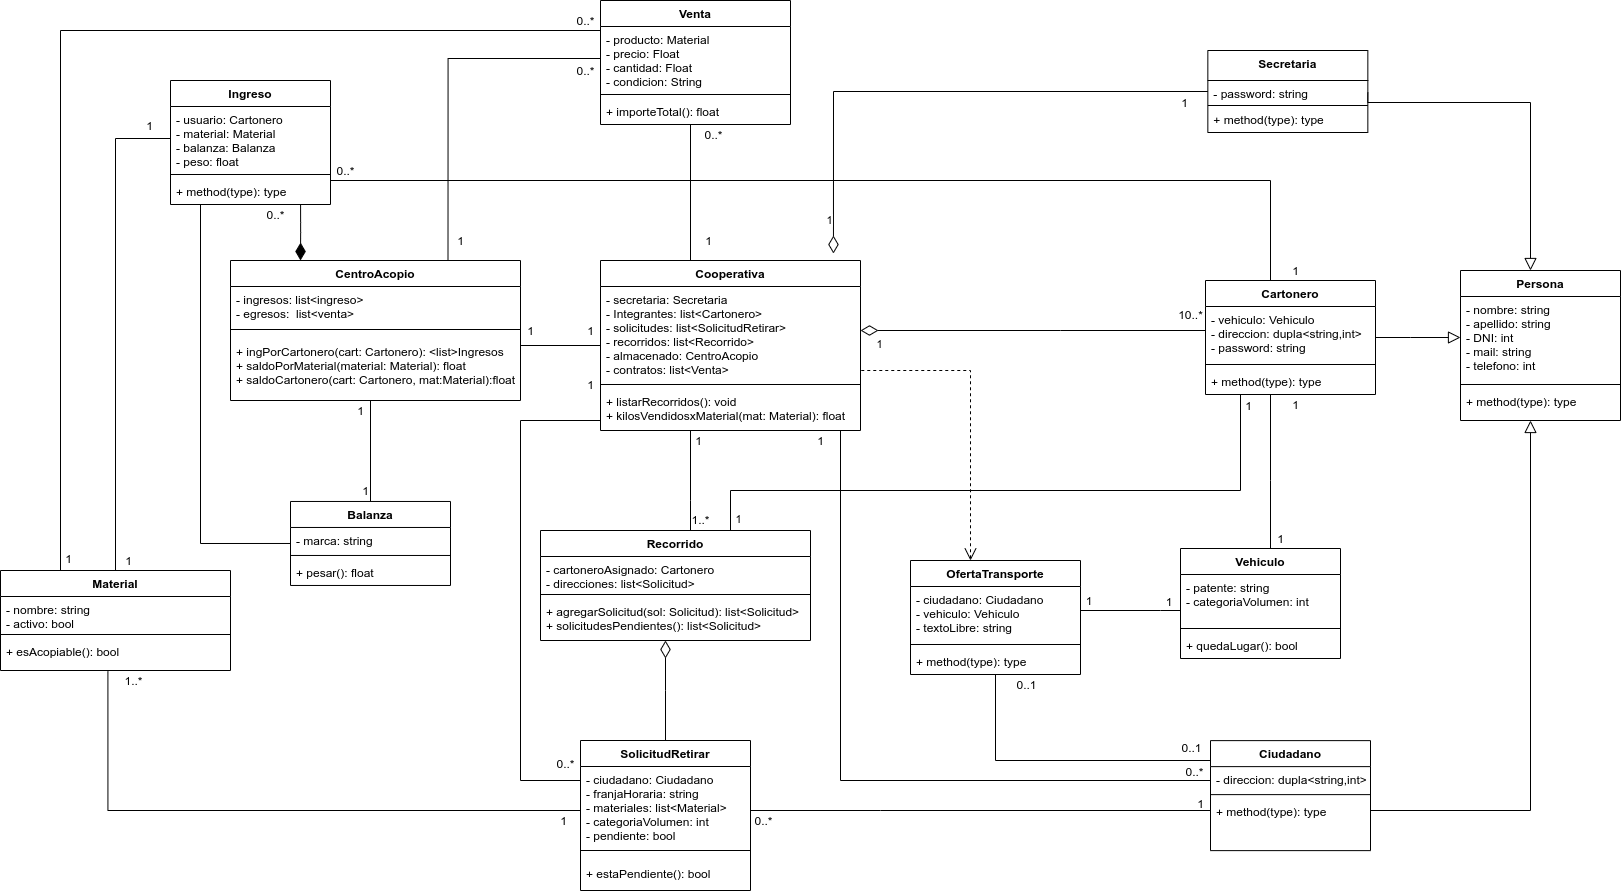 Venta
- producto: Material
- precio: Float
- cantidad: Float
- condicion: String
+ importeTotal(): float
0..*
0..*
0..*
Secretaria
- password: string
+ method(type): type
1
1
Ingreso
- usuario: Cartonero
- material: Material
- balanza: Balanza
- peso: float
+ method(type): type
1
0..*
0..*
1
1
1
CentroAcopio
- ingresos: list<ingreso>
- egresos:  list<venta>
+ ingPorCartonero(cart: Cartonero): <list>Ingresos
+ saldoPorMaterial(material: Material): float
+ saldoCartonero(cart: Cartonero, mat:Material):float
1
1
1
1
Cooperativa
- secretaria: Secretaria
- Integrantes: list<Cartonero>
- solicitudes: list<SolicitudRetirar>
- recorridos: list<Recorrido>
- almacenado: CentroAcopio
- contratos: list<Venta>
+ listarRecorridos(): void
+ kilosVendidosxMaterial(mat: Material): float
1
10..*
1
1
Cartonero
- vehiculo: Vehiculo
- direccion: dupla<string,int>
- password: string
+ method(type): type
1
1
Persona
- nombre: string
- apellido: string
- DNI: int
- mail: string
- telefono: int
+ method(type): type
1
Balanza
- marca: string
+ pesar(): float
1..*
1
Recorrido
- cartoneroAsignado: Cartonero
- direcciones: list<Solicitud>
+ agregarSolicitud(sol: Solicitud): list<Solicitud>
+ solicitudesPendientes(): list<Solicitud>
1
1
Material
- nombre: string
- activo: bool
+ esAcopiable(): bool
1..*
OfertaTransporte
- ciudadano: Ciudadano
- vehiculo: Vehiculo
- textoLibre: string
+ method(type): type
1
1
0..1
1
Vehiculo
- patente: string
- categoriaVolumen: int
+ quedaLugar(): bool
0..*
1
SolicitudRetirar
- ciudadano: Ciudadano
- franjaHoraria: string
- materiales: list<Material>
- categoriaVolumen: int
- pendiente: bool
+ estaPendiente(): bool
0..*
0..1
0..*
1
Ciudadano
- direccion: dupla<string,int>
+ method(type): type